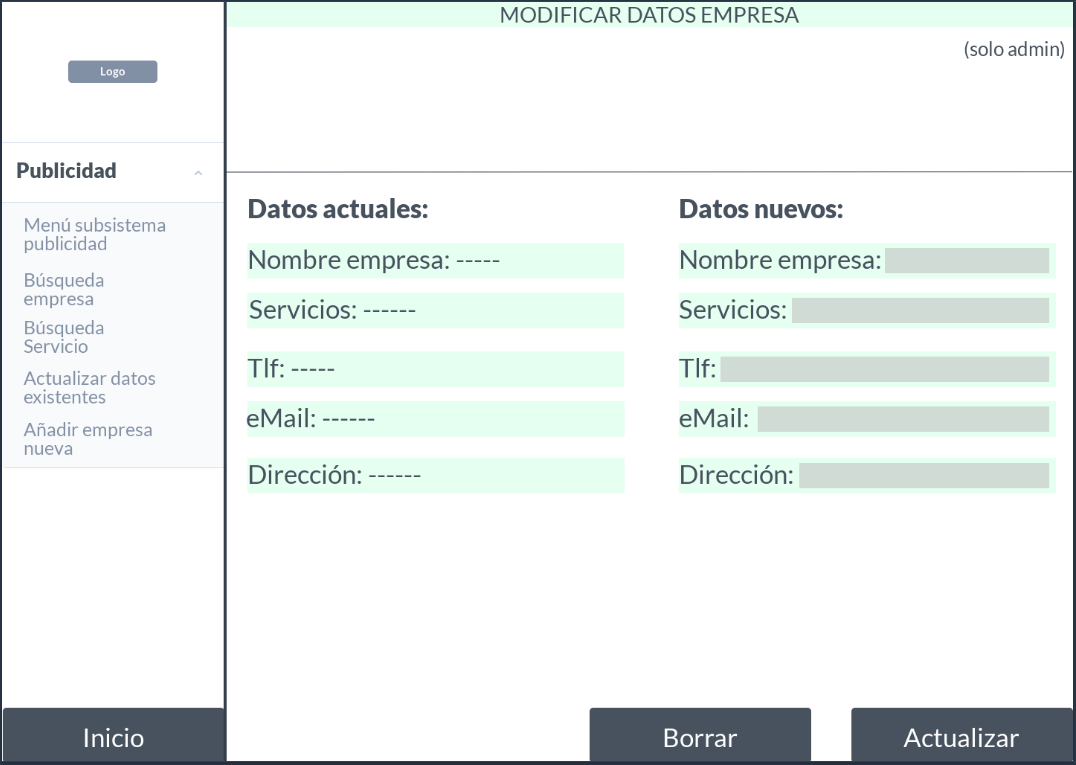 MODIFICAR DATOS EMPRESA
(solo admin)
Logo
Publicidad
Menú subsistema
publicidad
Búsqueda
empresa
Búsqueda
Servicio
Actualizar datos
existentes
Añadir empresa
nueva
Inicio
Datos actuales:
Nombre empresa: -----
Servicios: ------
Tlf: -----
eMail: ------
Dirección: ------
Datos nuevos:
Nombre empresa:
Servicios:
Tlf:
eMail:
Dirección:
Borrar
Actualizar